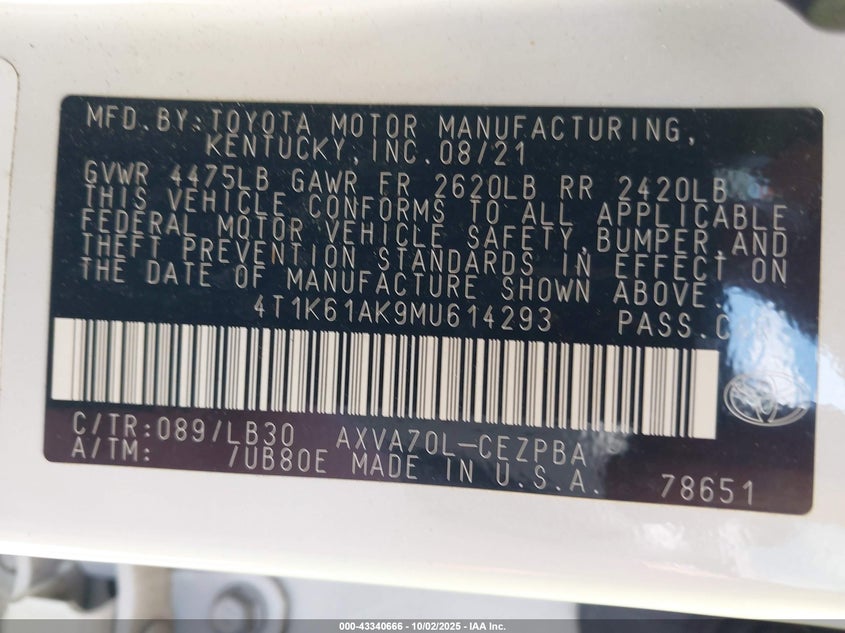 MFD.BY:TOYOTA MOTOR MANUFACTURING,
KENTUCKY,INC.08/21
GVWR 4475LB GAWR FR 2620LB RR 2420LB
THIS VEHICLE CONFORMS TO ALL APPLICABLE
FEDERAL MOTOR VEHICLE SAFETY,BUMPER,AND
THEFT PREVENTION STANDARDS IN EFFECT ON
THE DATE OF MANUFACTURE SHOWN ABOVE.
4T1K61AK9MU614293 PASS.CAR
C/TR:089/LB30 AXVA70L-CEZPBA
A/TM: /UB80E MADE IN U.S.A.
78651
000-43340666 - 10/02/2025 - IAA Inc.